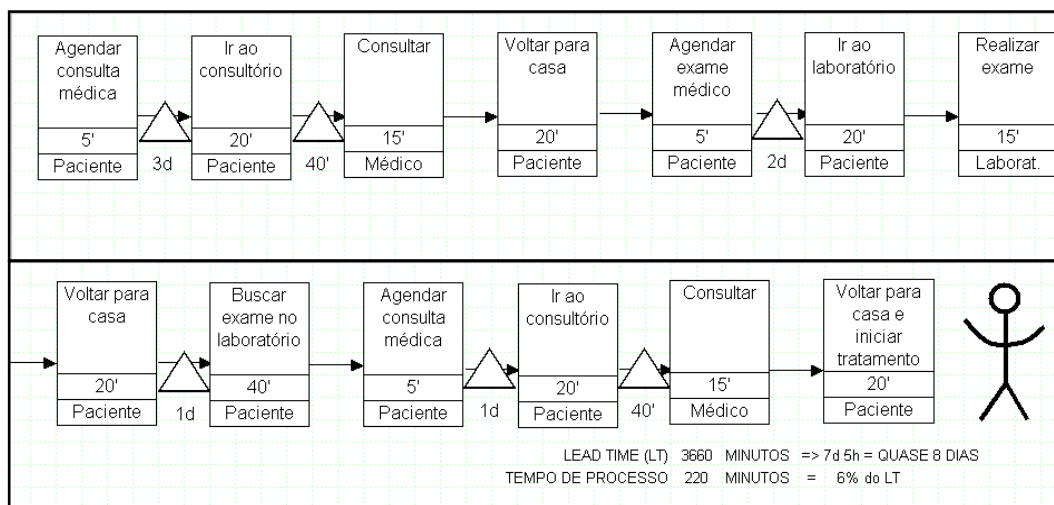 Agendar
consulta
médica
5'
Paciente
3d
Ir ao
consultório
20'
Paciente
40'
Consultar
15'
Médico
Voltar para
casa
20'
Paciente
Agendar
exame
médico
5'
Paciente
2d
Ir ao
laboratório
20'
Paciente
Realizar
exame
15'
Laborat.
Voltar para
casa
20'
Paciente
1d
Buscar
exame no
laboratório
40'
Paciente
Agendar
consulta
médica
5'
Paciente
1d
Ir ao
consultório
20'
Paciente
40'
Consultar
15'
Médico
Voltar para
casa e
iniciar
tratamento
20'
Paciente
LEAD TIME (LT) 3660 MINUTOS => 7d 5h = QUASE 8 DIAS
TEMPO DE PROCESSO 220 MINUTOS = 6% do LT